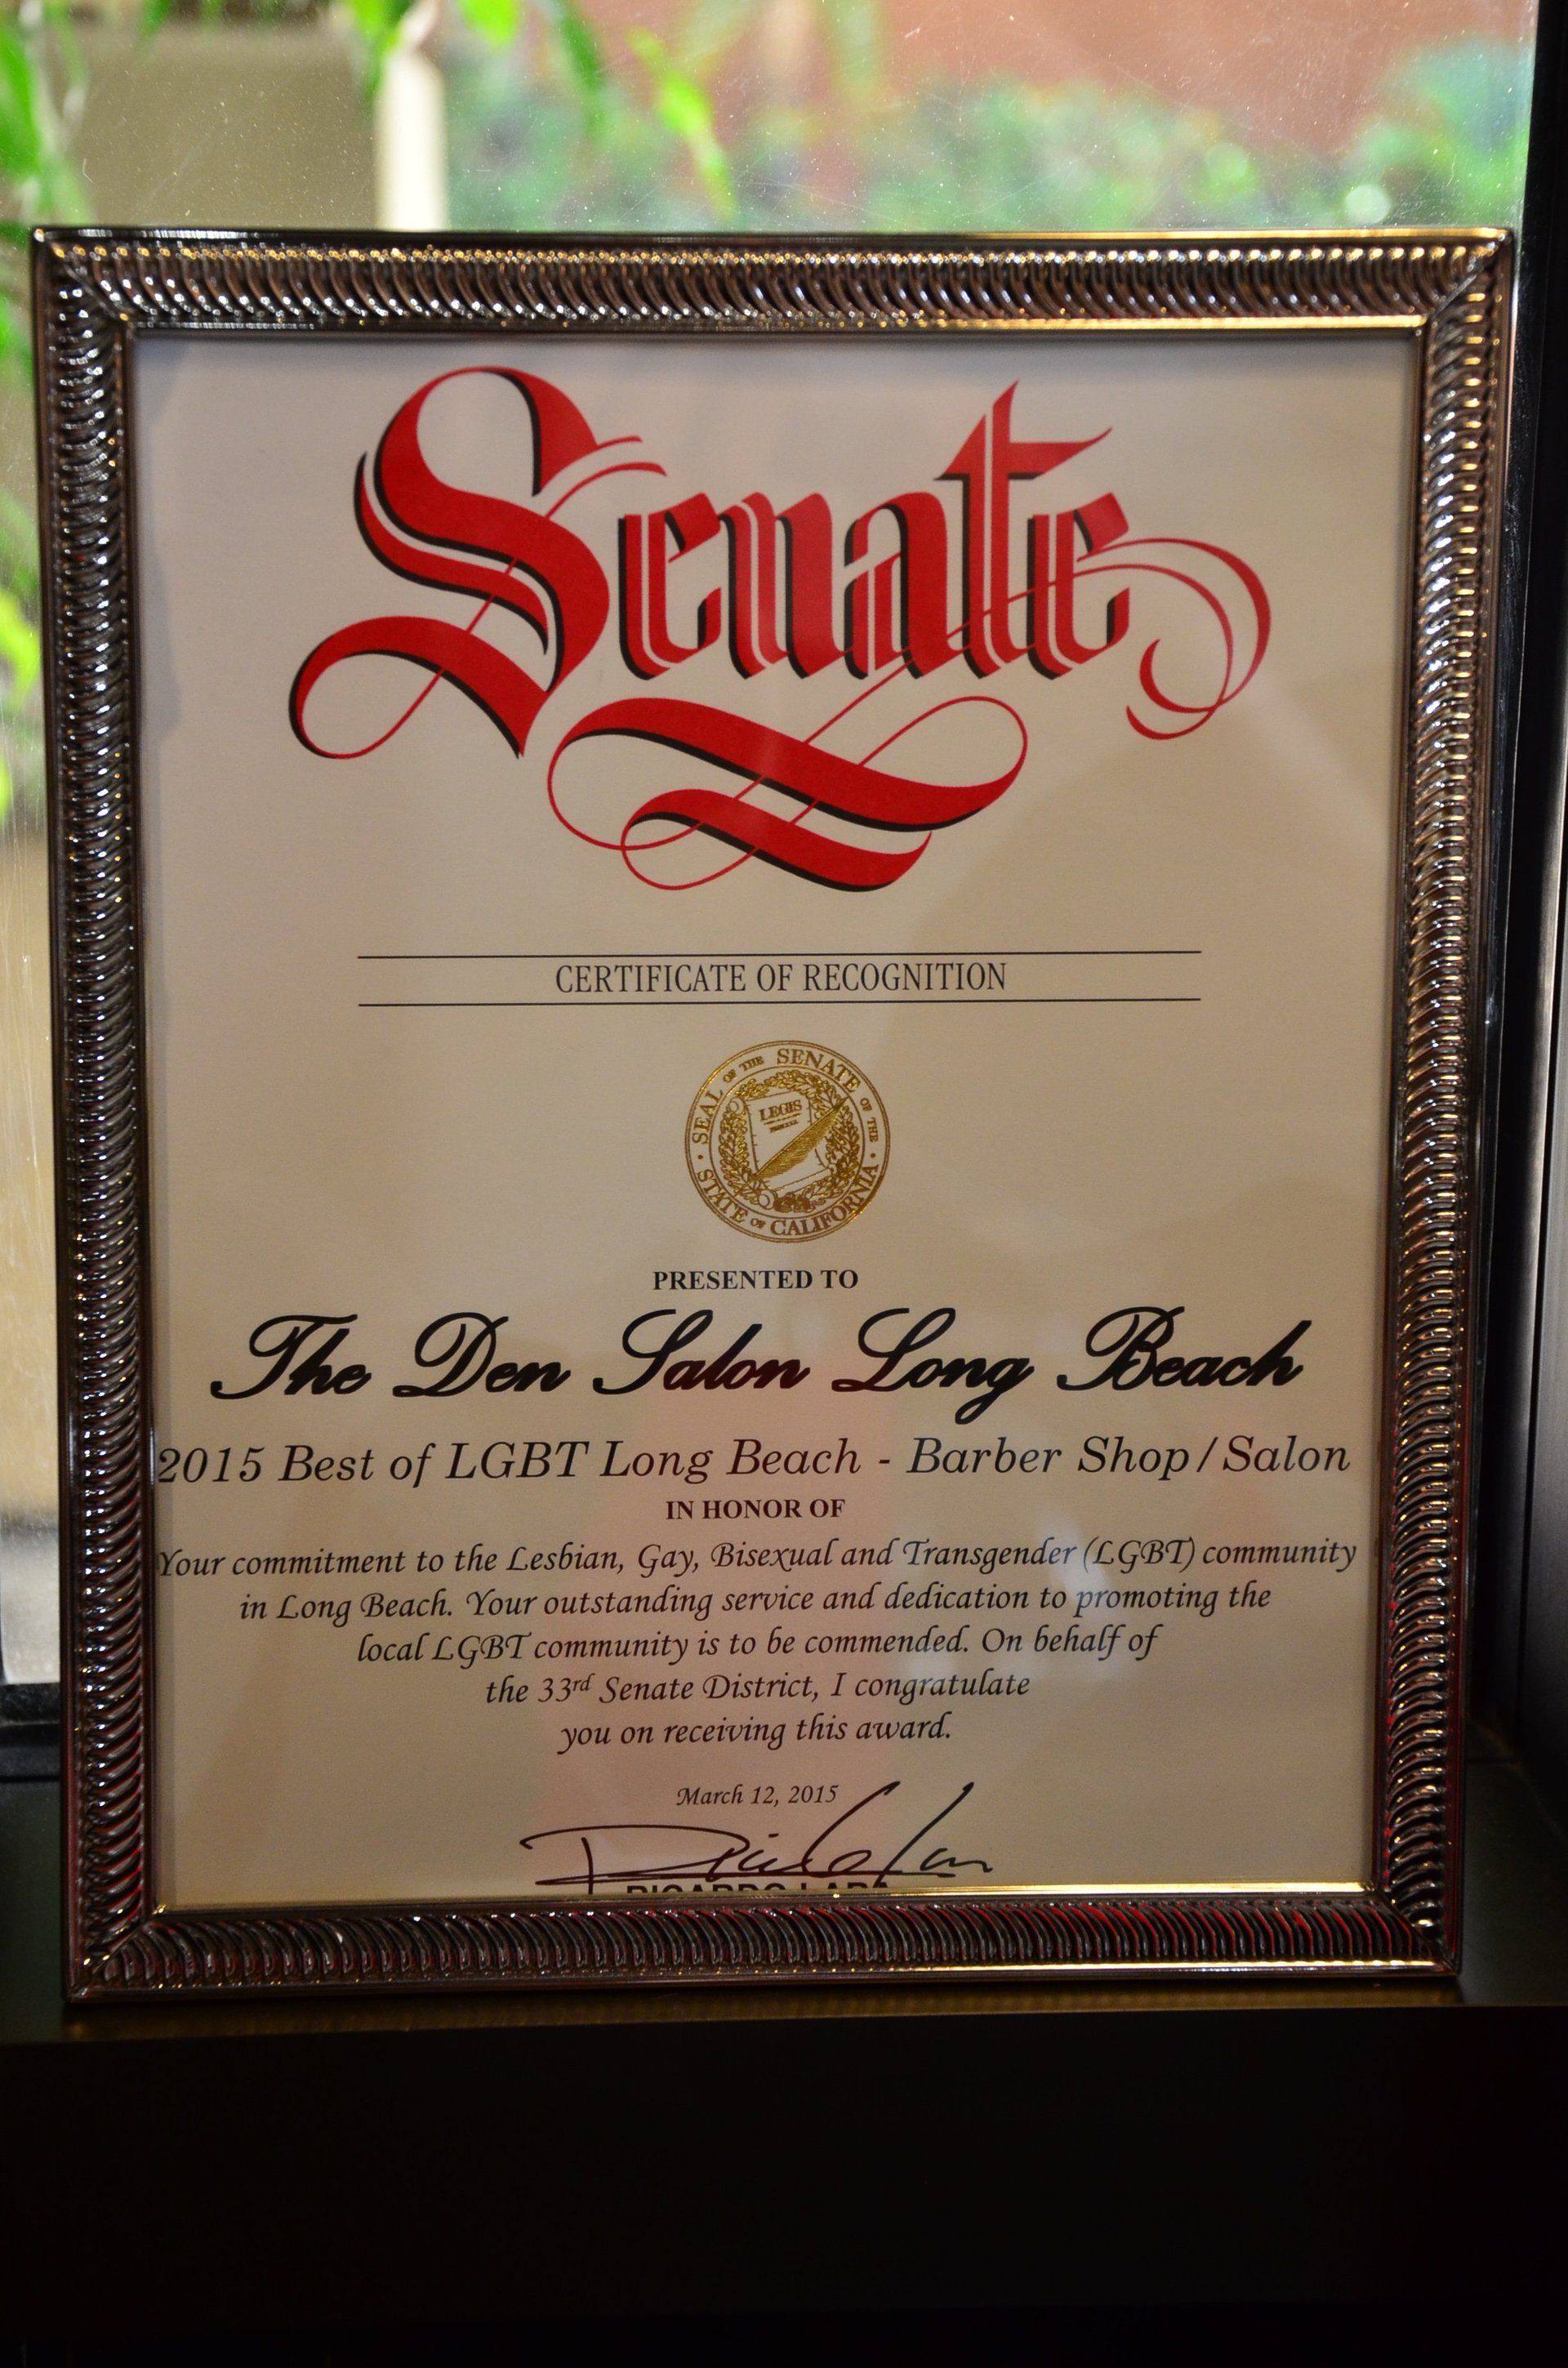 Senate
CERTIFICATE OF RECOGNITION
SEAL OF THE SENATE OF THE STATE OF CALIFORNIA
LEGIS
PRESENTED TO
The Den Salon Long Beach
2015 Best of LGBT Long Beach - Barber Shop/Salon
IN HONOR OF
Your commitment to the Lesbian, Gay, Bisexual and Transgender (LGBT) community
in Long Beach. Your outstanding service and dedication to promoting the
local LGBT community is to be commended. On behalf of
the 33rd Senate District, I congratulate
you on receiving this award.
March 12, 2015
RICARDO LARA